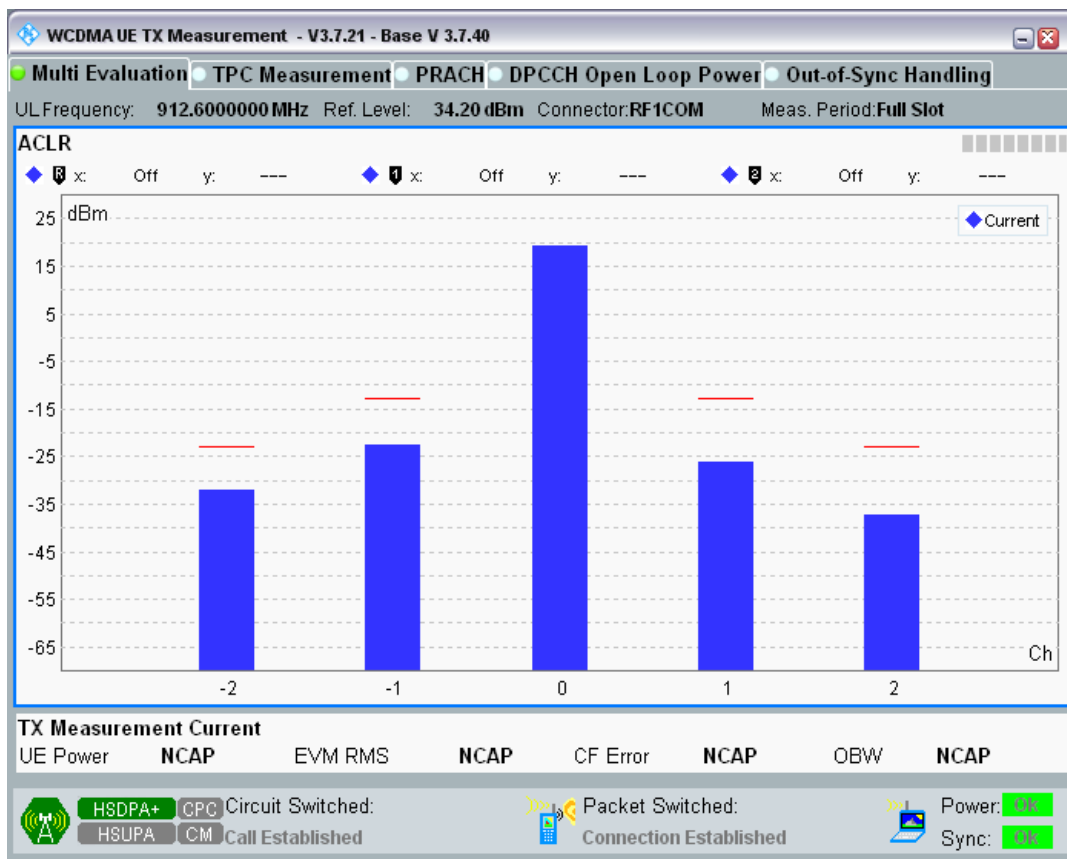 WCDMA UE TX Measurement - V3.7.21 - Base V 3.7.40
Multi Evaluation TPC Measurement PRACH DPCCH Open Loop Power Out-of-Sync Handling
UL Frequency: 912.6000000 MHz Ref. Level: 34.20 dBm Connector:RF1COM Meas. Period:Full Slot
ACLR
R x: Off y: --- 1 x: Off y: --- 2 x: Off y: ---
dBm
Current
25
15
5
-5
-15
-25
-35
-45
-55
-65
Ch
-2 -1 0 1 2
TX Measurement Current
UE Power NCAP EVM RMS NCAP CF Error NCAP OBW NCAP
HSDPA+ CPC Circuit Switched: Packet Switched: Power: OK
HSUPA CM Call Established Connection Established Sync: OK